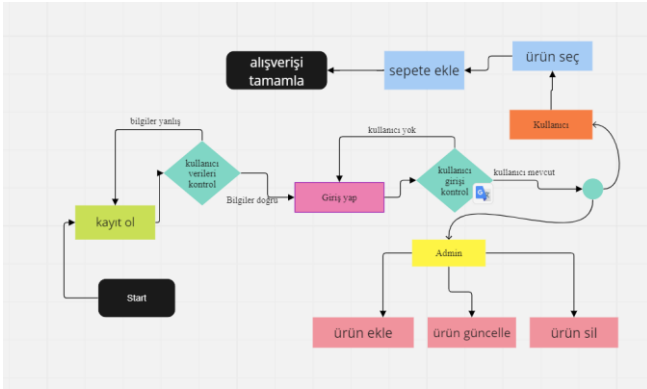 alışverişi
tamamla
sepete ekle
ürün seç
Kullanıcı
bilgiler yanlış
kullanıcı
verileri
kontrol
kullanıcı yok
kullanıcı
girişi
kontrol
kullanıcı mevcut
Bilgiler doğru
Giriş yap
kayıt ol
Admin
Start
ürün ekle
ürün güncelle
ürün sil